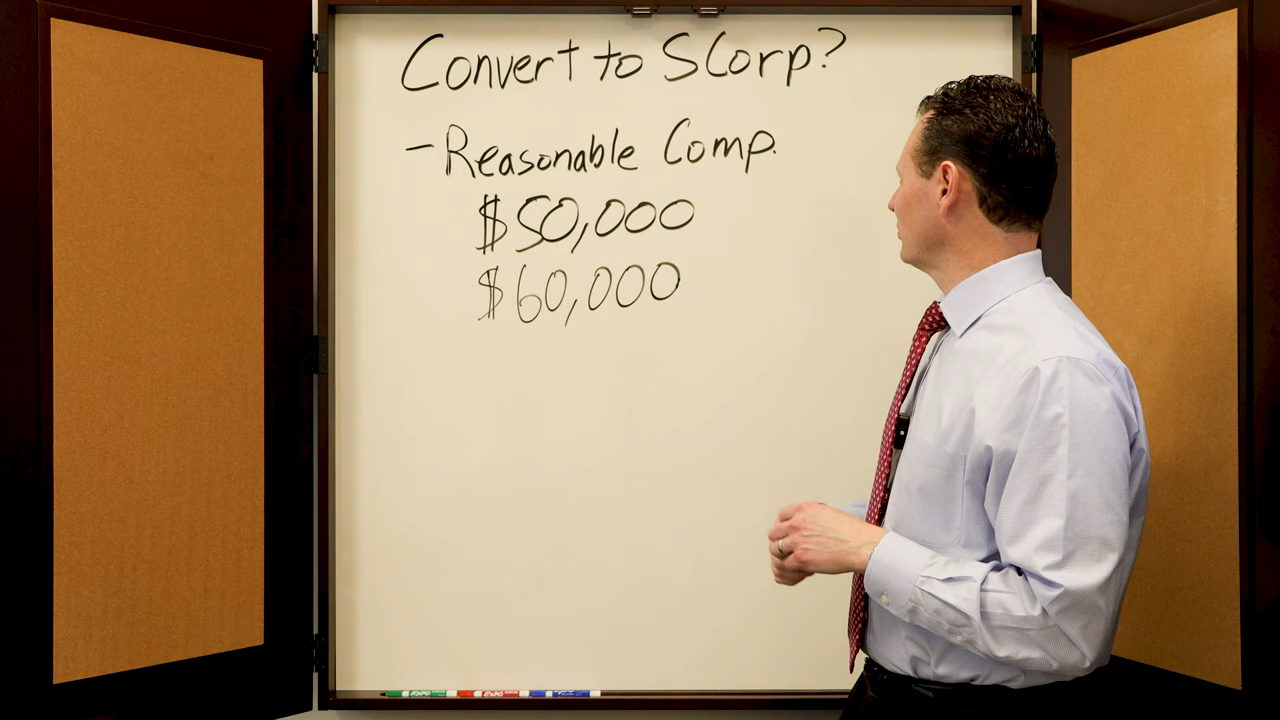 Convert to SCorp?
- Reasonable Comp.
$50,000
$60,000